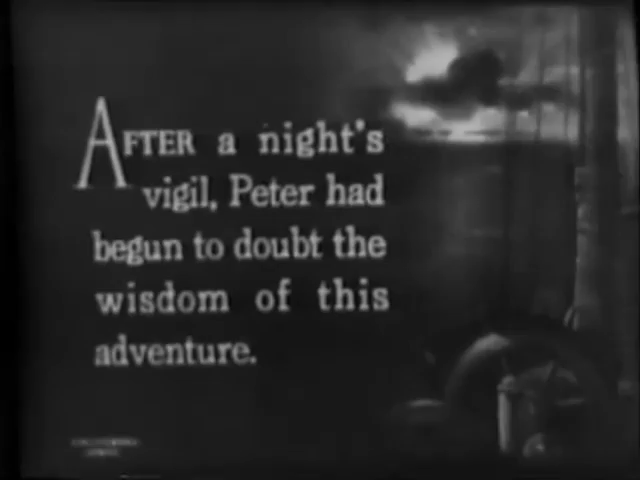 AFTER a night's
vigil, Peter had
begun to doubt the
wisdom of this
adventure.